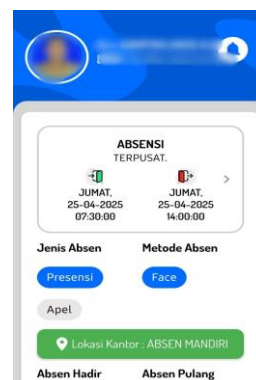 ABSENSI
TERPUSAT.
JUMAT, JUMAT,
25-04-2025 25-04-2025
07:30:00 14:00:00
Jenis Absen Metode Absen
Presensi Face
Apel
Lokasi Kantor : ABSEN MANDIRI
Absen Hadir Absen Pulang